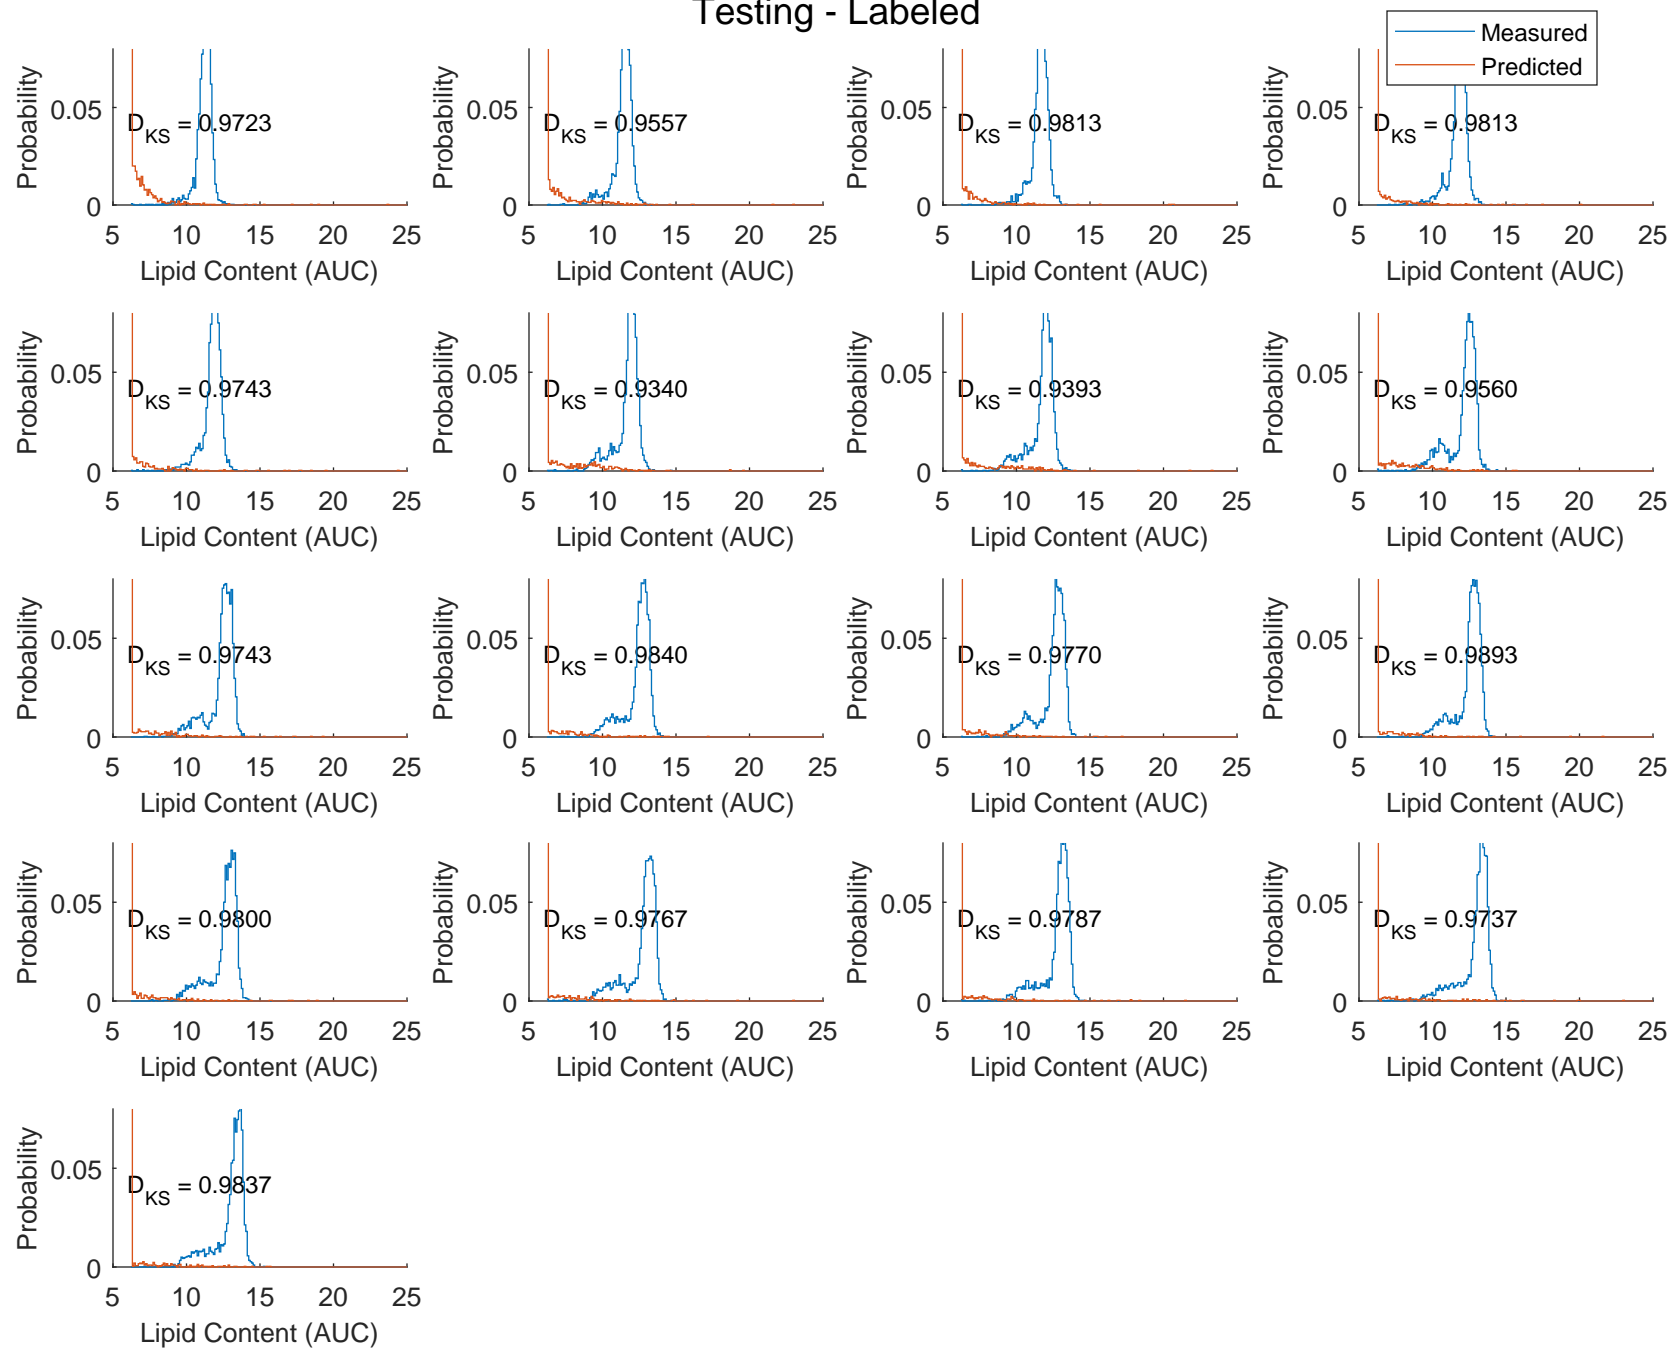 Testing - Labeled
Measured
Predicted
Probability
0.05
0
D_KS = 0.9723
5 10 15 20 25
Lipid Content (AUC)
Probability
0.05
0
D_KS = 0.9557
5 10 15 20 25
Lipid Content (AUC)
Probability
0.05
0
D_KS = 0.9813
5 10 15 20 25
Lipid Content (AUC)
Probability
0.05
0
D_KS = 0.9813
5 10 15 20 25
Lipid Content (AUC)
Probability
0.05
0
D_KS = 0.9743
5 10 15 20 25
Lipid Content (AUC)
Probability
0.05
0
D_KS = 0.9340
5 10 15 20 25
Lipid Content (AUC)
Probability
0.05
0
D_KS = 0.9393
5 10 15 20 25
Lipid Content (AUC)
Probability
0.05
0
D_KS = 0.9560
5 10 15 20 25
Lipid Content (AUC)
Probability
0.05
0
D_KS = 0.9743
5 10 15 20 25
Lipid Content (AUC)
Probability
0.05
0
D_KS = 0.9840
5 10 15 20 25
Lipid Content (AUC)
Probability
0.05
0
D_KS = 0.9770
5 10 15 20 25
Lipid Content (AUC)
Probability
0.05
0
D_KS = 0.9893
5 10 15 20 25
Lipid Content (AUC)
Probability
0.05
0
D_KS = 0.9800
5 10 15 20 25
Lipid Content (AUC)
Probability
0.05
0
D_KS = 0.9767
5 10 15 20 25
Lipid Content (AUC)
Probability
0.05
0
D_KS = 0.9787
5 10 15 20 25
Lipid Content (AUC)
Probability
0.05
0
D_KS = 0.9737
5 10 15 20 25
Lipid Content (AUC)
Probability
0.05
0
D_KS = 0.9837
5 10 15 20 25
Lipid Content (AUC)